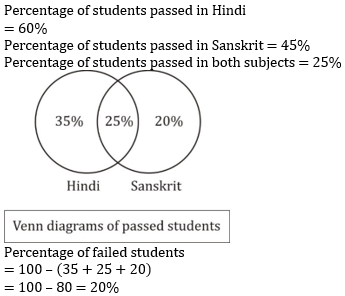 Percentage of students passed in Hindi
= 60%
Percentage of students passed in Sanskrit = 45%
Percentage of students passed in both subjects = 25%
35% 25% 20%
Hindi Sanskrit
Venn diagrams of passed students
Percentage of failed students
= 100 – (35 + 25 + 20)
= 100 – 80 = 20%